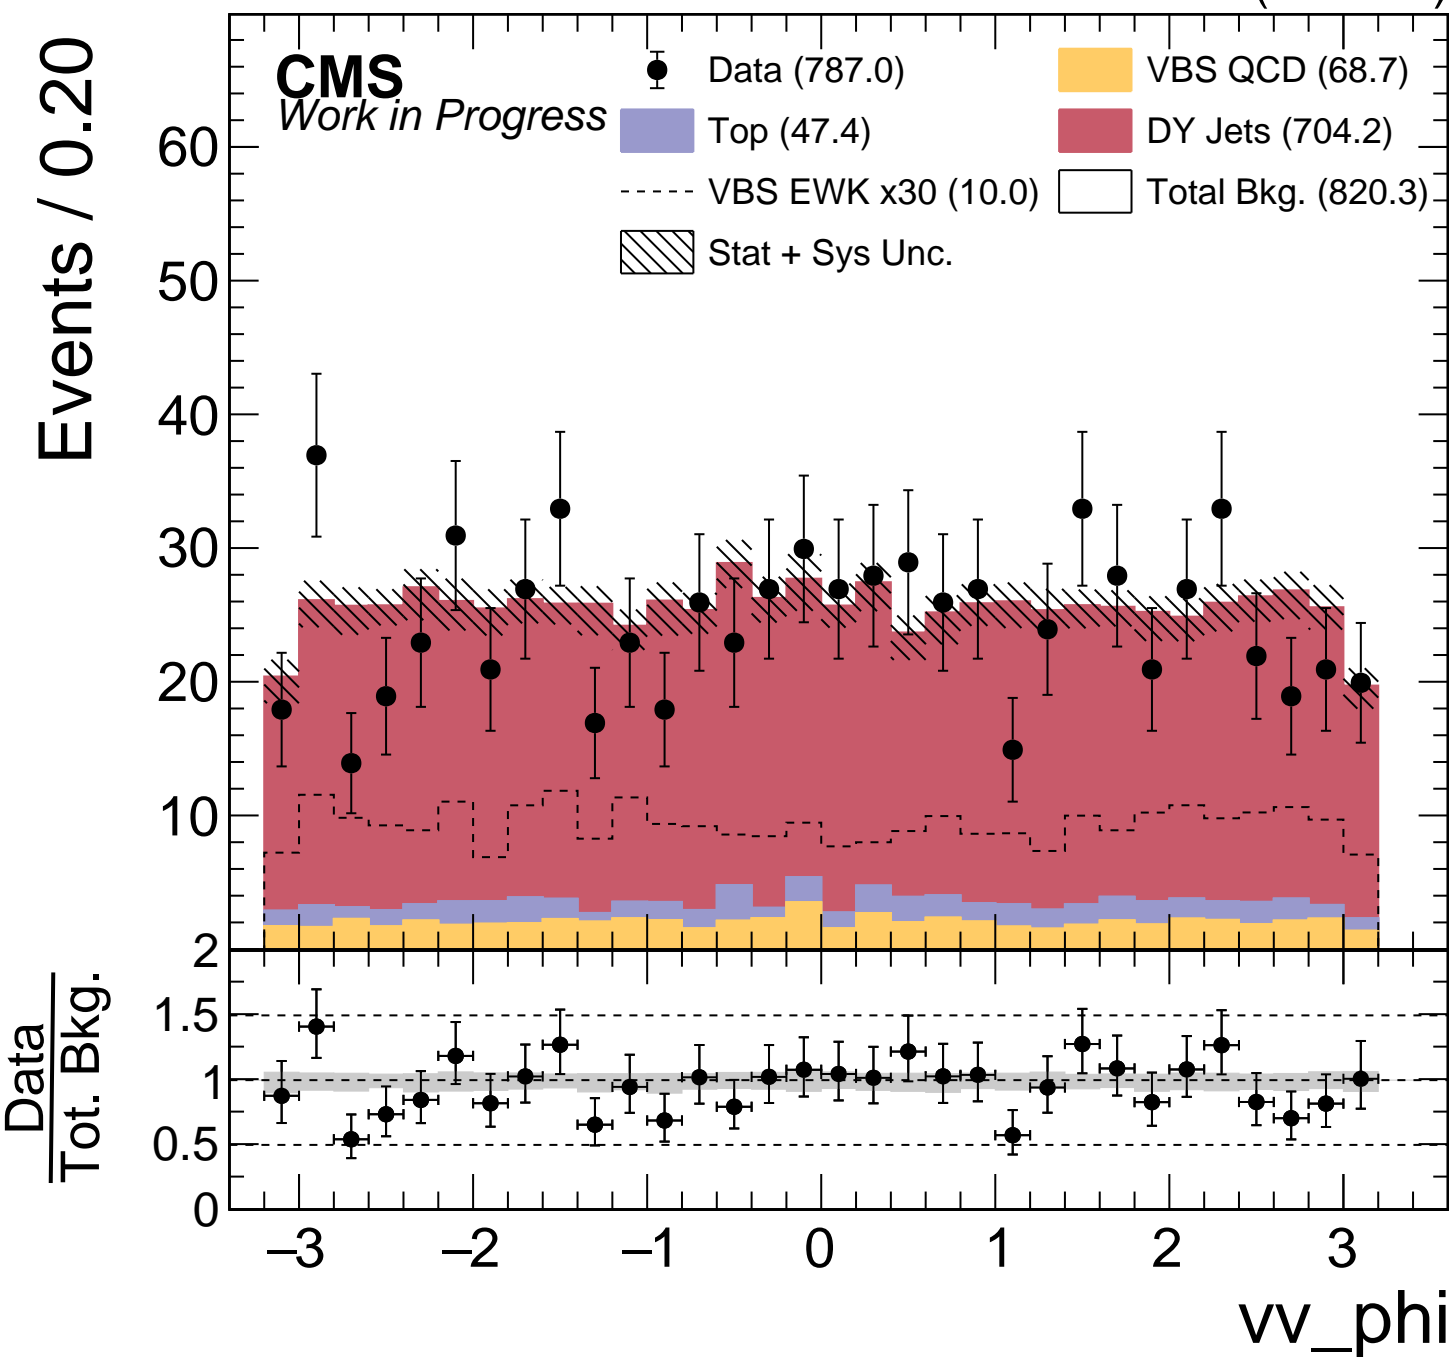 CMS
Work in Progress
Data (787.0)
VBS QCD (68.7)
Top (47.4)
DY Jets (704.2)
VBS EWK x30 (10.0)
Total Bkg. (820.3)
Stat + Sys Unc.
Events / 0.20
60
50
40
30
20
10
2
1.5
1
0.5
0
Data
Tot. Bkg.
–3
–2
–1
0
1
2
3
vv_phi